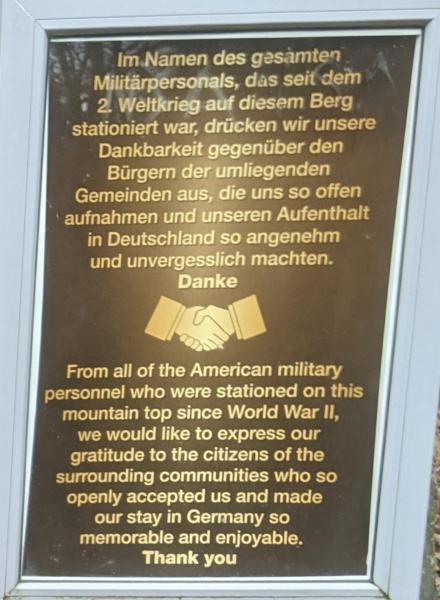 Im Namen des gesamten
Militärpersonals, das seit dem
2. Weltkrieg auf diesem Berg
stationiert war, drücken wir unsere
Dankbarkeit gegenüber den
Bürgern der umliegenden
Gemeinden aus, die uns so offen
aufnahmen und unseren Aufenthalt
in Deutschland so angenehm
und unvergesslich machten.
Danke
From all of the American military
personnel who were stationed on this
mountain top since World War II,
we would like to express our
gratitude to the citizens of the
surrounding communities who so
openly accepted us and made
our stay in Germany so
memorable and enjoyable.
Thank you